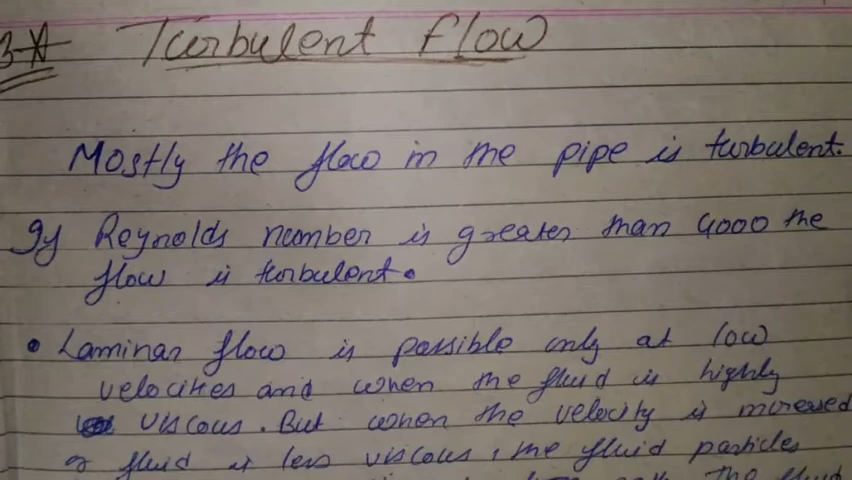 Turbulent Flow
Mostly the flow in the pipe is turbulent.
If Reynolds number is greater than 4000 the
flow is turbulent.
• Laminar flow is possible only at low
velocities and when the fluid is highly
viscous. But when the velocity is increased
or fluid is less viscous, the fluid particles
the fluid